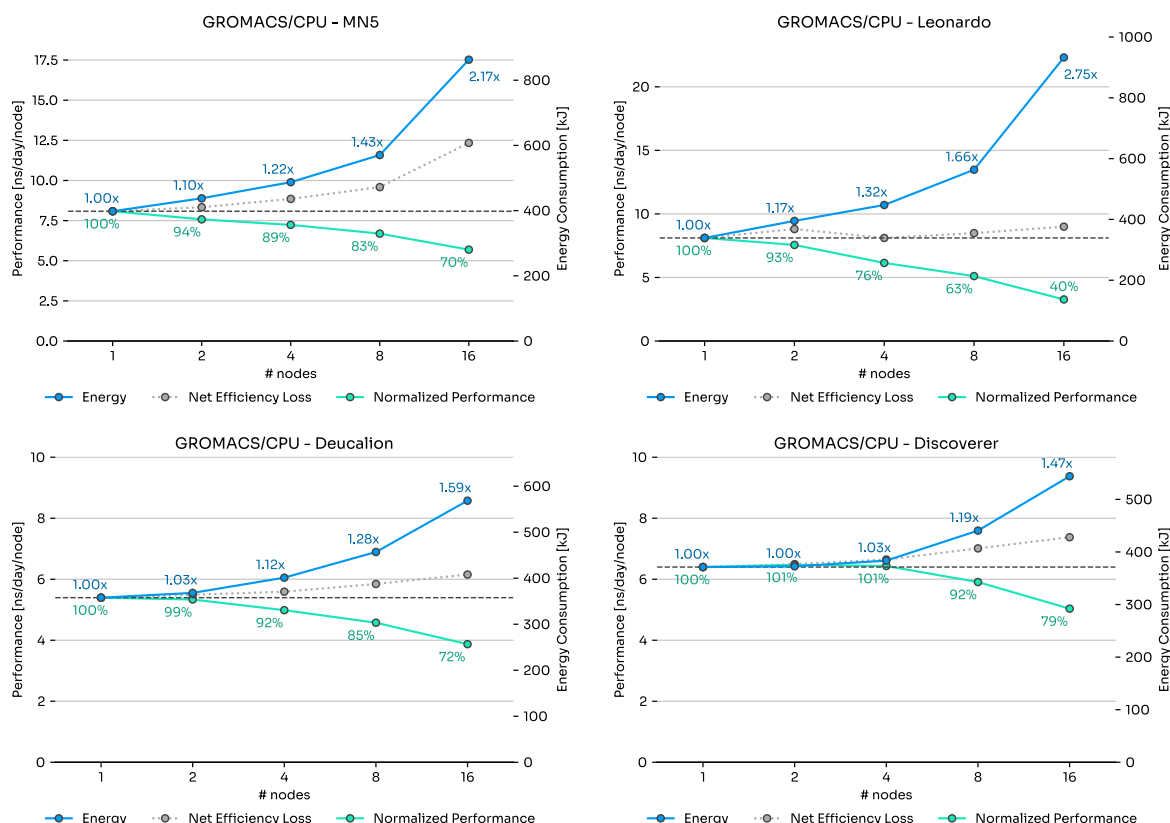 GROMACS/CPU - MN5
Performance [ns/day/node]
17.5
15.0
12.5
10.0
7.5
5.0
2.5
0.0
1.00x
1.10x
1.22x
1.43x
2.17x
100%
94%
89%
83%
70%
800
600
400
200
0
Energy Consumption [kJ]
1 2 4 8 16
# nodes
Energy Net Efficiency Loss Normalized Performance
GROMACS/CPU - Leonardo
Performance [ns/day/node]
20
15
10
5
0
1.00x
1.17x
1.32x
1.66x
2.75x
100%
93%
76%
63%
40%
1000
800
600
400
200
0
Energy Consumption [kJ]
1 2 4 8 16
# nodes
Energy Net Efficiency Loss Normalized Performance
GROMACS/CPU - Deucalion
Performance [ns/day/node]
10
8
6
4
2
0
1.00x
1.03x
1.12x
1.28x
1.59x
100%
99%
92%
85%
72%
600
500
400
300
200
100
0
Energy Consumption [kJ]
1 2 4 8 16
# nodes
Energy Net Efficiency Loss Normalized Performance
GROMACS/CPU - Discoverer
Performance [ns/day/node]
10
8
6
4
2
0
1.00x
1.00x
1.03x
1.19x
1.47x
100%
101%
101%
92%
79%
500
400
300
200
100
0
Energy Consumption [kJ]
1 2 4 8 16
# nodes
Energy Net Efficiency Loss Normalized Performance